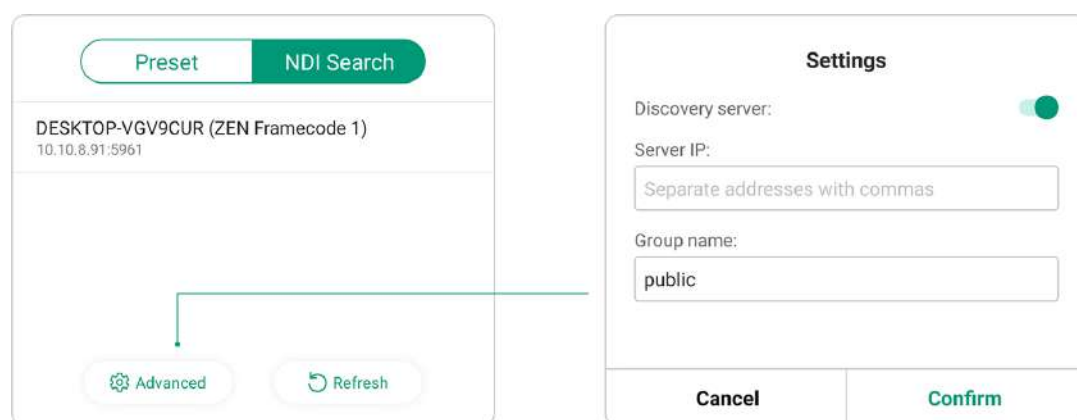 Preset
NDI Search
DESKTOP-VGV9CUR (ZEN Framecode 1)
10.10.8.91:5961
Advanced
Refresh
Settings
Discovery server:
Server IP:
Separate addresses with commas
Group name:
public
Cancel
Confirm